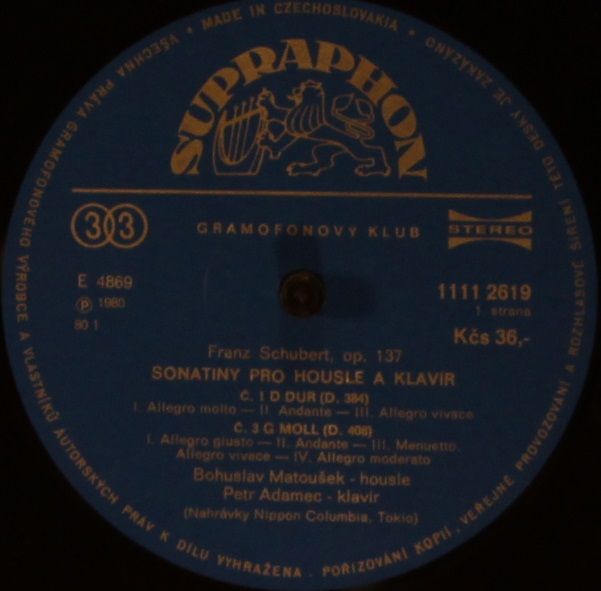 SUPRAPHON
33
GRAMOFONOVÝ KLUB
STEREO
E 4869
℗ 1980
80 1
1111 2619
1. strana
Kčs 36,-
Franz Schubert, op. 137
SONATINY PRO HOUSLE A KLAVÍR
Č. 1 D DUR (D. 384)
I. Allegro molto — II. Andante — III. Allegro vivace
Č. 3 G MOLL (D. 408)
I. Allegro giusto — II. Andante — III. Menuetto.
Allegro vivace — IV. Allegro moderato
Bohuslav Matoušek - housle
Petr Adamec - klavír
(Nahrávky Nippon Columbia, Tokio)
MADE IN CZECHOSLOVAKIA • VŠECHNA PRÁVA GRAMOFONOVÉHO VÝROBCE A VLASTNÍKŮ AUTORSKÝCH PRÁV K DÍLU VYHRAŽENA . POŘIZOVÁNÍ KOPIÍ, VEŘEJNÉ PROVOZOVÁNÍ A ROZHLASOVÉ ŠÍŘENÍ TÉTO DESKY JE ZAKÁZÁNO •